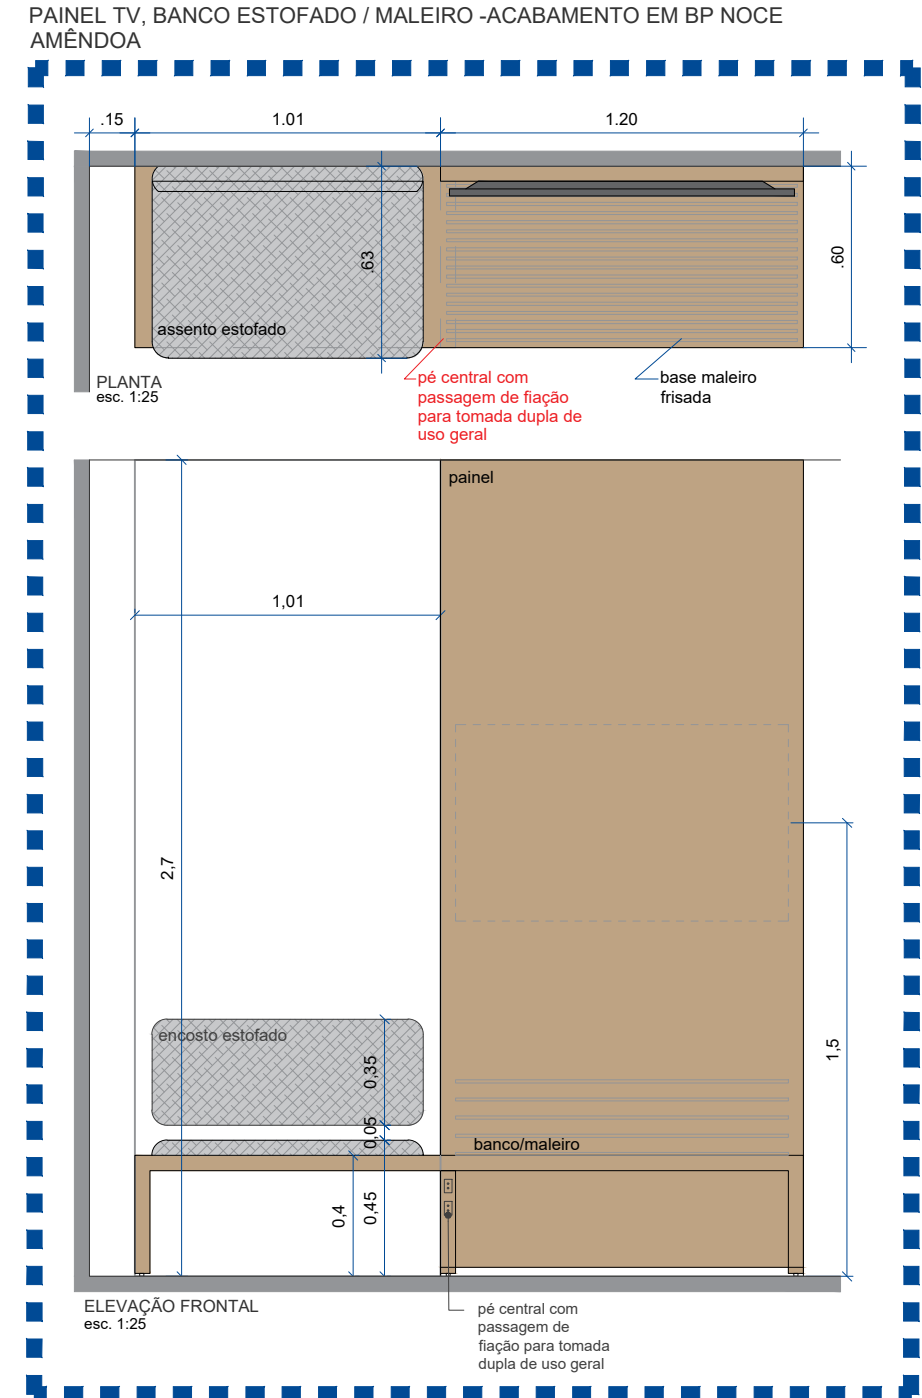 PAINEL TV, BANCO ESTOFADO / MALEIRO -ACABAMENTO EM BP NOCE
AMÊNDOA
.15
1.01
1.20
.63
.60
assento estofado
PLANTA
esc. 1:25
pé central com
passagem de fiação
para tomada dupla de
uso geral
base maleiro
frisada
painel
1,01
2,7
encosto estofado
0,35
1,5
0,05
banco/maleiro
0,4
0,45
ELEVAÇÃO FRONTAL
esc. 1:25
pé central com
passagem de
fiação para tomada
dupla de uso geral